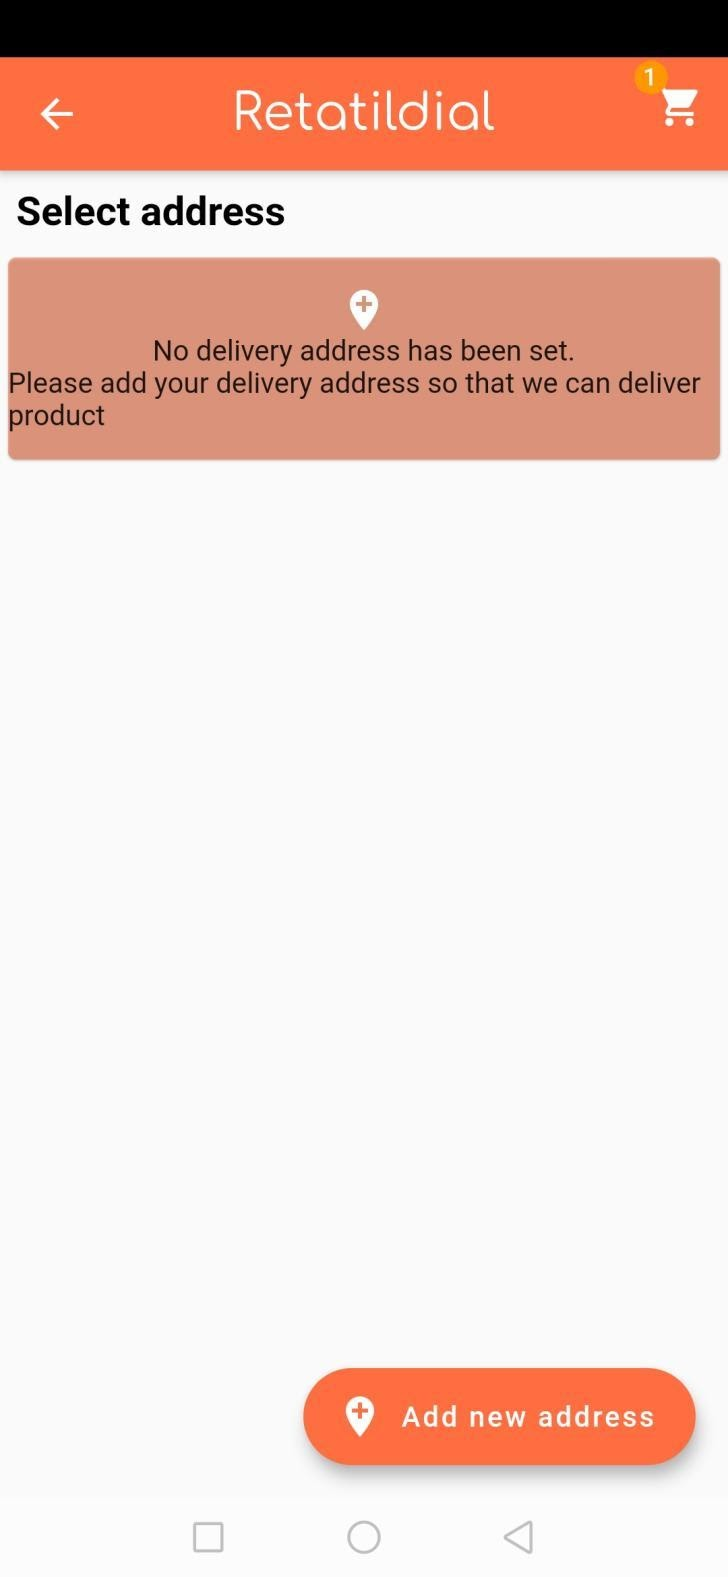 Retatildial
1
Select address
No delivery address has been set.
Please add your delivery address so that we can deliver
product
Add new address